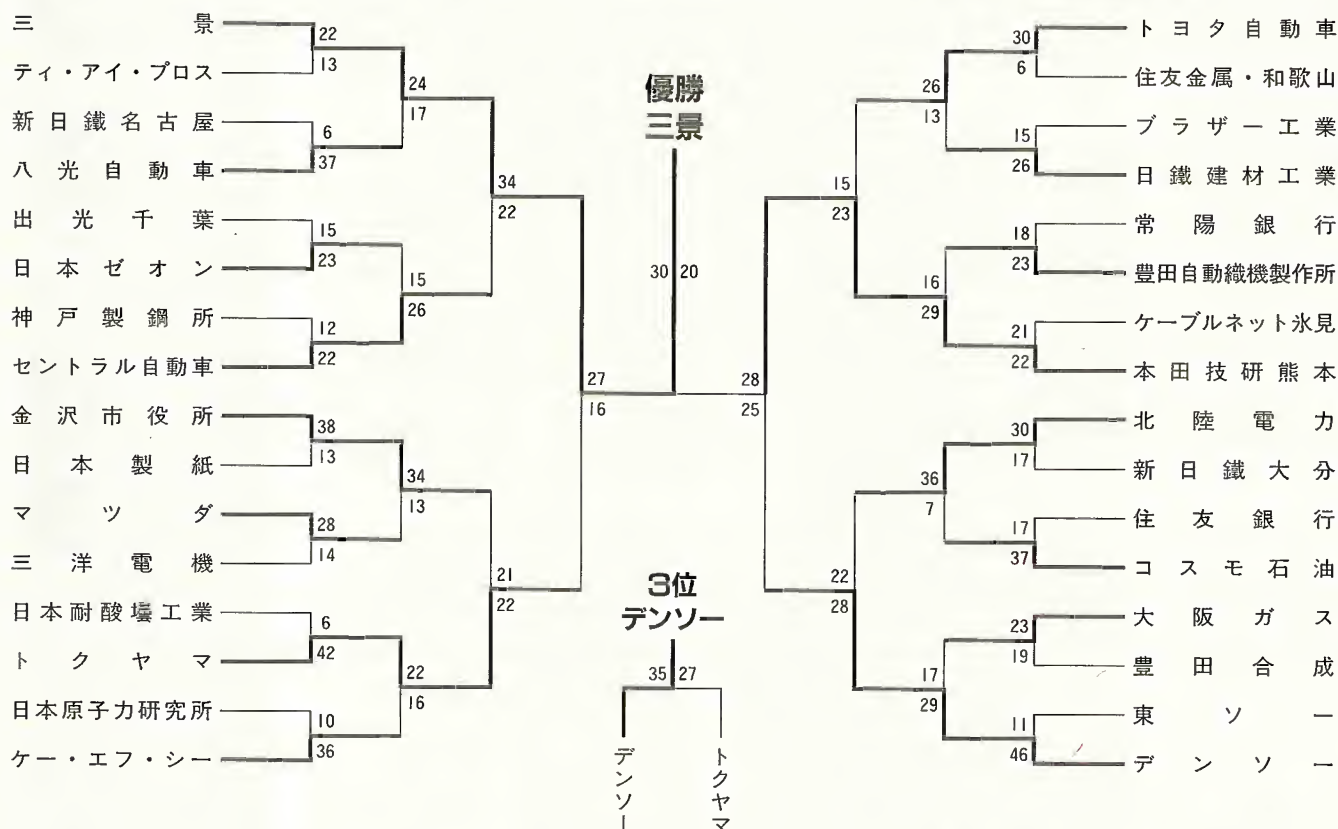 三景
22
ティ・アイ・プロス
13
24
17
新日鐵名古屋
6
八光自動車
37
34
22
出光千葉
15
日本ゼオン
23
15
26
神戸製鋼所
12
セントラル自動車
22
27
16
金沢市役所
38
日本製紙
13
34
13
マツダ
28
三洋電機
14
21
22
日本耐酸壜工業
6
トクヤマ
42
22
16
日本原子力研究所
10
ケー・エフ・シー
36
優勝
三景
30 20
3位
デンソー
35 27
デンソー
トクヤマ
トヨタ自動車
30
住友金属・和歌山
6
26
13
ブラザー工業
15
日鐵建材工業
26
15
23
常陽銀行
18
豊田自動織機製作所
23
16
29
ケーブルネット氷見
21
本田技研熊本
22
28
25
北陸電力
30
新日鐵大分
17
36
7
住友銀行
17
コスモ石油
37
22
28
大阪ガス
23
豊田合成
19
17
29
東ソー
11
デンソー
46